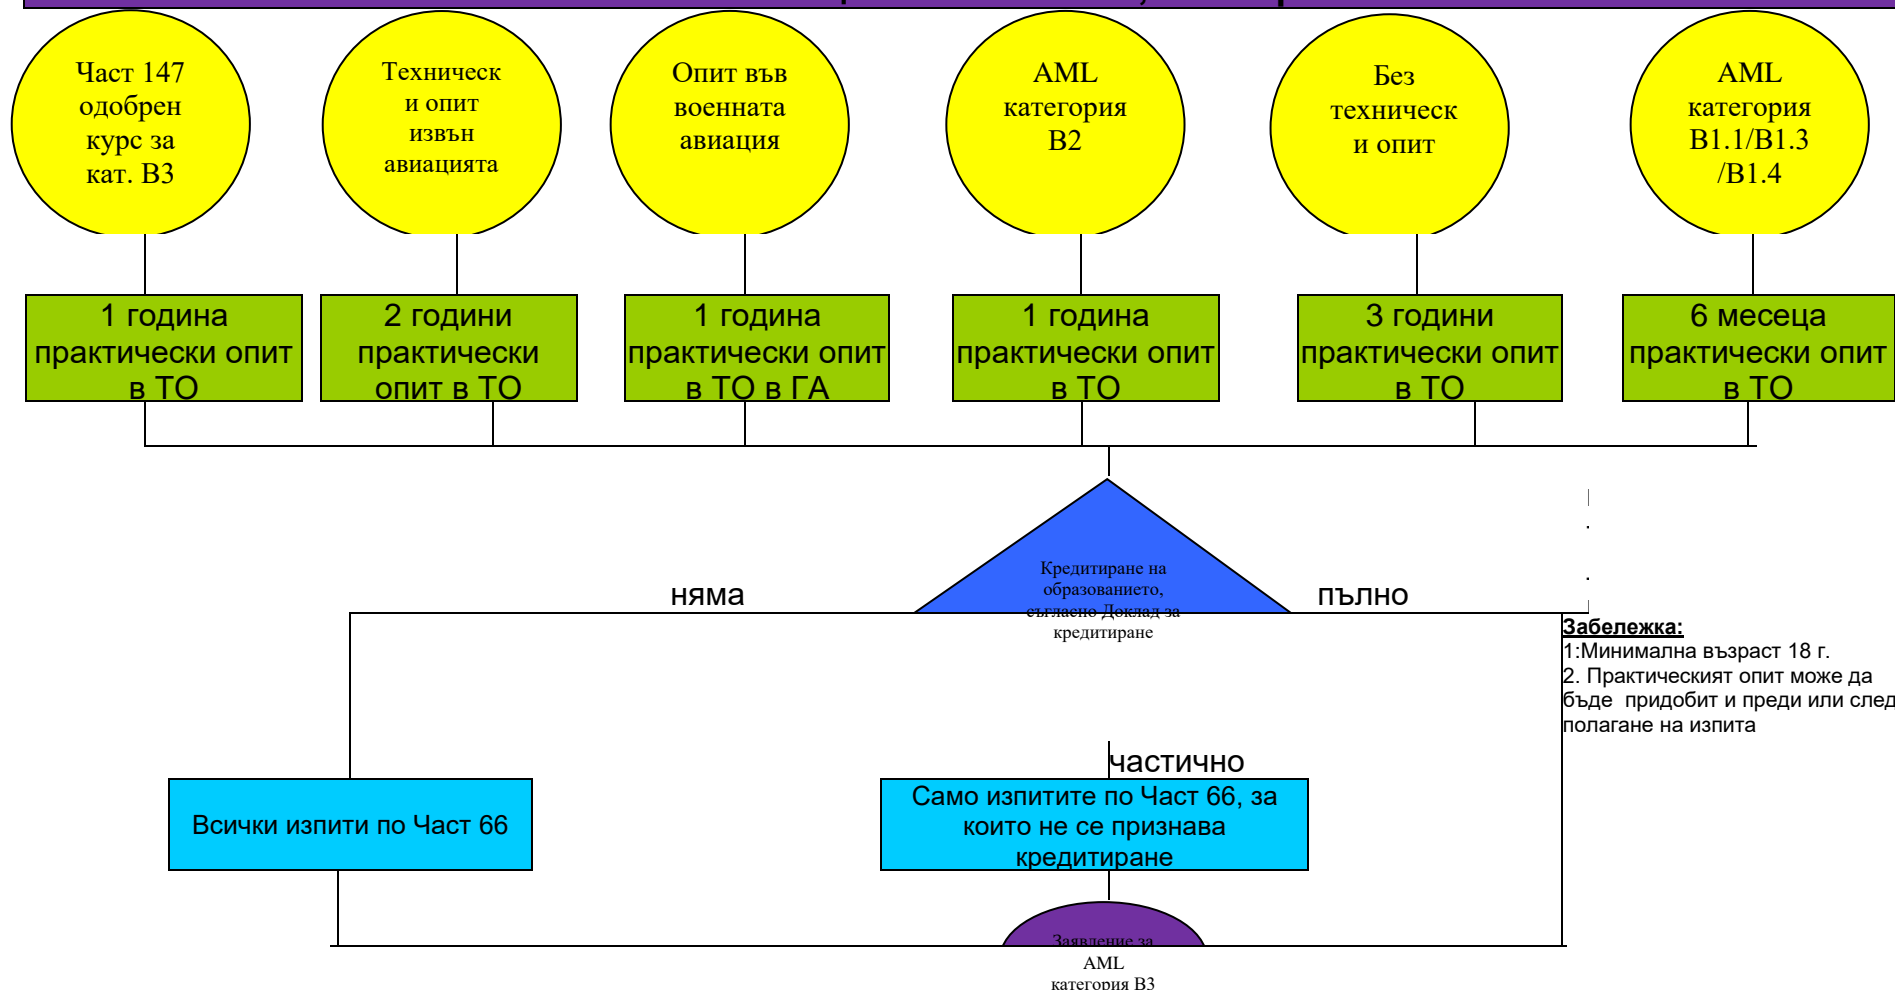 Част 147
одобрен
курс за
кат. B3
Техническ
и опит
извън
авиацията
Опит във
военната
авиация
AML
категория
B2
Без
техническ
и опит
AML
категория
B1.1/B1.3
/B1.4
1 година
практически опит
в ТО
2 години
практически
опит в ТО
1 година
практически опит
в ТО в ГА
1 година
практически опит
в ТО
3 години
практически опит
в ТО
6 месеца
практически опит
в ТО
Кредитиране на
образованието,
съгласно Доклад за
кредитиране
няма
пълно
Забележка:
1:Минимална възраст 18 г.
2. Практическият опит може да
бъде придобит и преди или след
полагане на изпита
частично
Всички изпити по Част 66
Само изпитите по Част 66, за
които не се признава
кредитиране
Заявление за
AML
категория B3